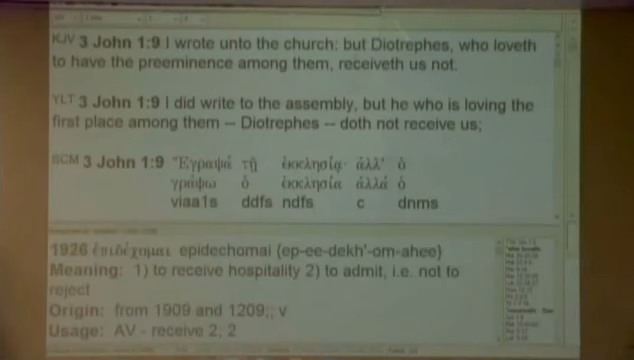 KJV 3 John 1:9 I wrote unto the church: but Diotrephes, who loveth
to have the preeminence among them, receiveth us not.
YLT 3 John 1:9 I did write to the assembly, but he who is loving the
first place among them -- Diotrephes -- doth not receive us;
SCM 3 John 1:9 Ἔγραψά τῇ ἐκκλησίᾳ· ἀλλ' ὁ
γράφω ὁ ἐκκλησία ἀλλά ὁ
viaa1s ddfs ndfs c dnms
1926 ἐπιδέχομαι epidechomai {ep-ee-dekh'-om-ahee}
Meaning: 1) to receive hospitality 2) to admit, i.e. not to
reject
Origin: from 1909 and 1209;; v
Usage: AV - receive 2; 2